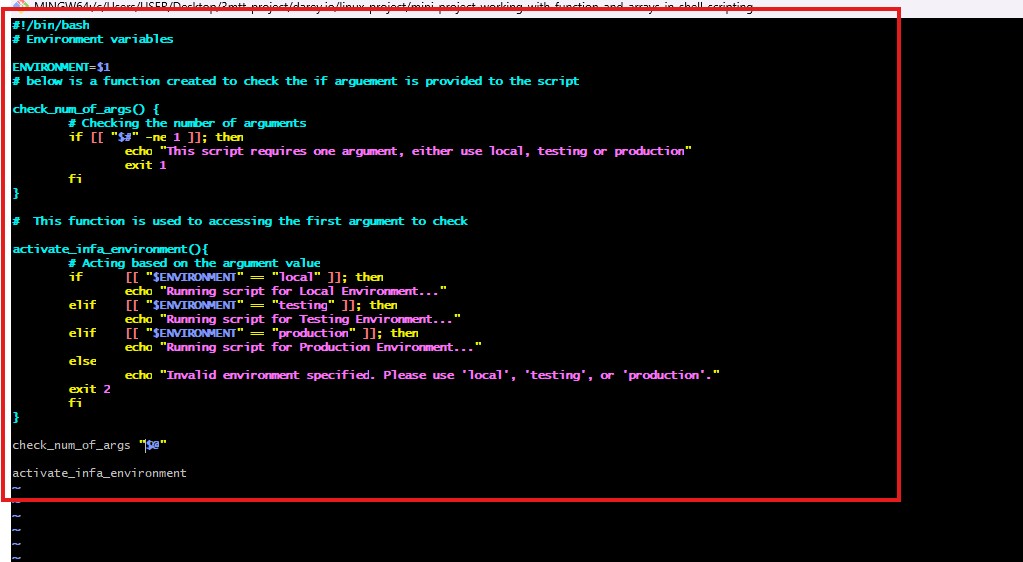 MINGW64:/c/Users/USER/Desktop/3mtt-project/darey.io/linux-project/mini-project-working-with-function-and-arrays-in-shell-scripting
#!/bin/bash
# Environment variables
ENVIRONMENT=$1
# below is a function created to check the if arguement is provided to the script
check_num_of_args() {
# Checking the number of arguments
if [[ "$#" -ne 1 ]]; then
echo "This script requires one argument, either use local, testing or production"
exit 1
fi
}
#  This function is used to accessing the first argument to check
activate_infa_environment(){
# Acting based on the argument value
if [[ "$ENVIRONMENT" == "local" ]]; then
echo "Running script for Local Environment..."
elif [[ "$ENVIRONMENT" == "testing" ]]; then
echo "Running script for Testing Environment..."
elif [[ "$ENVIRONMENT" == "production" ]]; then
echo "Running script for Production Environment..."
else
echo "Invalid environment specified. Please use 'local', 'testing', or 'production'."
exit 2
fi
}
check_num_of_args "$@"
activate_infa_environment
~
~
~
~
~
~